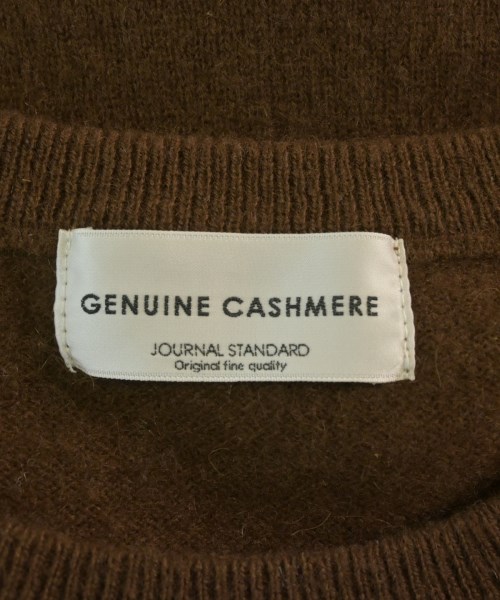 GENUINE CASHMERE
JOURNAL STANDARD
Original fine quality